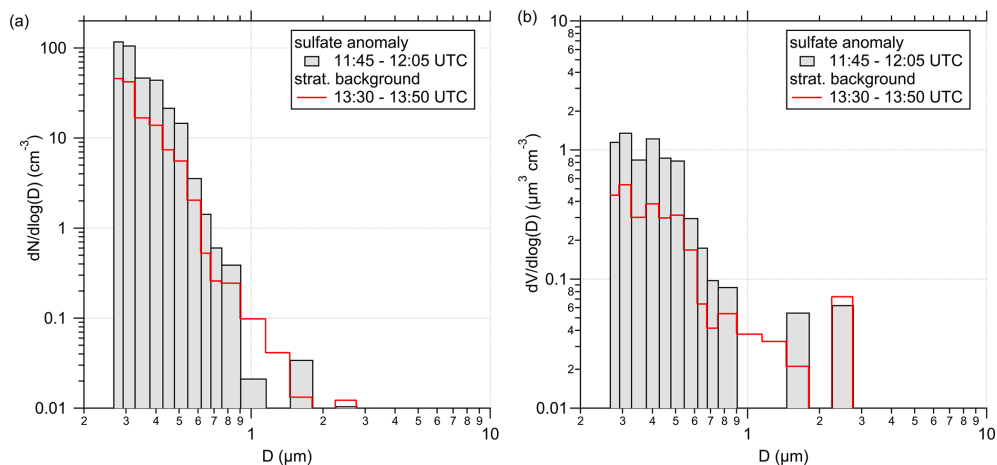 (a)
sulfate anomaly
11:45 - 12:05 UTC
strat. background
13:30 - 13:50 UTC
dN/dlog(D) (cm-3)
100
10
1
0.1
0.01
2 3 4 5 6 7 8 9 1 2 3 4 5 6 7 8 9 10
D (µm)
(b)
sulfate anomaly
11:45 - 12:05 UTC
strat. background
13:30 - 13:50 UTC
dV/dlog(D) (µm3 cm-3)
10
8
6
4
2
1
8
6
4
2
0.1
8
6
4
2
0.01
2 3 4 5 6 7 8 9 1 2 3 4 5 6 7 8 9 10
D (µm)